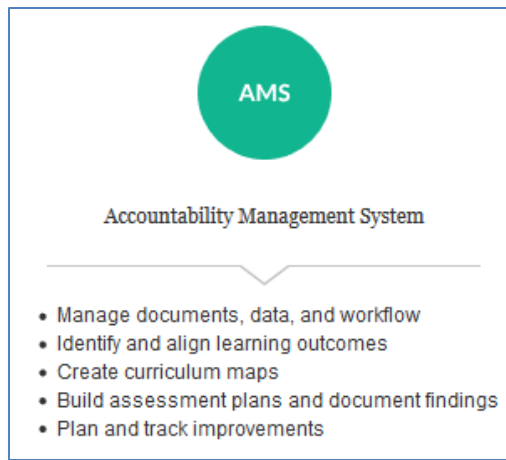 AMS
Accountability Management System
• Manage documents, data, and workflow
• Identify and align learning outcomes
• Create curriculum maps
• Build assessment plans and document findings
• Plan and track improvements